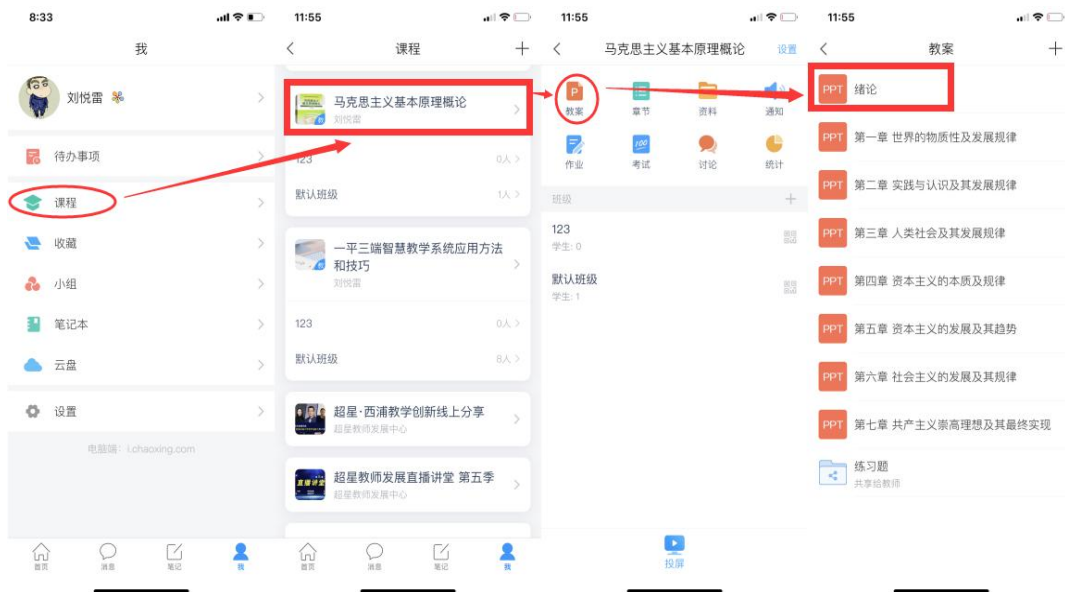 8:33
我
刘悦雷
待办事项
课程
收藏
小组
笔记本
云盘
设置
电脑端：i.chaoxing.com
首页
消息
笔记
我
11:55
课程
马克思主义基本原理概论
刘悦雷
123
0人
默认班级
1人
一平三端智慧教学系统应用方法
和技巧
刘悦雷
123
0人
默认班级
8人
超星·西浦教学创新线上分享
超星教师发展中心
直播讲堂
超星教师发展直播讲堂 第五季
超星教师发展中心
首页
消息
笔记
我
11:55
马克思主义基本原理概论
设置
P
教案
章节
资料
通知
作业
100
考试
讨论
统计
班级
123
学生: 0
默认班级
学生: 1
投屏
11:55
教案
PPT 绪论
PPT 第一章 世界的物质性及发展规律
PPT 第二章 实践与认识及其发展规律
PPT 第三章 人类社会及其发展规律
PPT 第四章 资本主义的本质及规律
PPT 第五章 资本主义的发展及其趋势
PPT 第六章 社会主义的发展及其规律
PPT 第七章 共产主义崇高理想及其最终实现
练习题
共享给教师